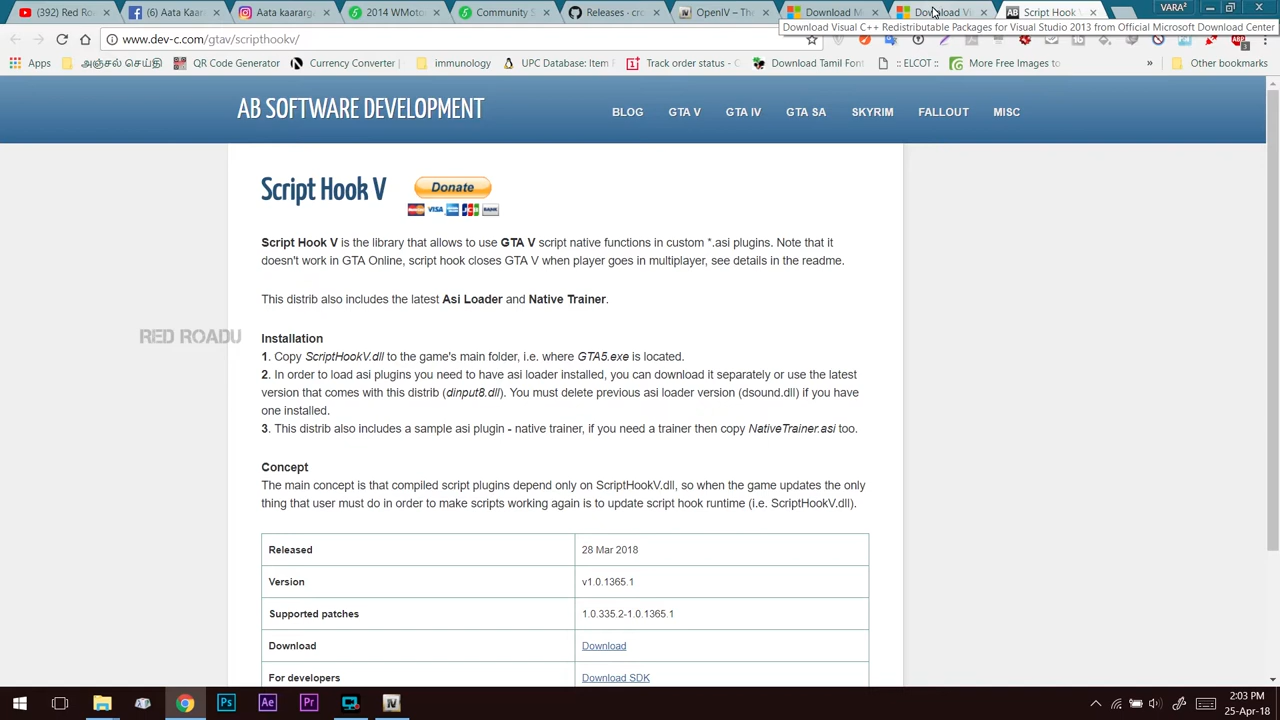 (392) Red Ro
(6) Aata Kaaran
Aata kaararga
2014 WMotor
Community S
Releases - cro
OpenIV – The
Download M
Download Vi
Script Hook V
VARA²
Download Visual C++ Redistributable Packages for Visual Studio 2013 from Official Microsoft Download Center
www.dev-c.com/gtav/scripthookv/
Apps
அஞ்சல் செய்தி
QR Code Generator
Currency Converter
immunology
UPC Database: Item
Track order status - C
Download Tamil Font
:: ELCOT ::
More Free Images to
»
Other bookmarks
AB SOFTWARE DEVELOPMENT
BLOG GTA V GTA IV GTA SA SKYRIM FALLOUT MISC
Script Hook V
Donate
VISA
JCB
BANK
Script Hook V is the library that allows to use GTA V script native functions in custom *.asi plugins. Note that it
doesn't work in GTA Online, script hook closes GTA V when player goes in multiplayer, see details in the readme.
This distrib also includes the latest Asi Loader and Native Trainer.
RED ROADU
Installation
1. Copy ScriptHookV.dll to the game's main folder, i.e. where GTA5.exe is located.
2. In order to load asi plugins you need to have asi loader installed, you can download it separately or use the latest
version that comes with this distrib (dinput8.dll). You must delete previous asi loader version (dsound.dll) if you have
one installed.
3. This distrib also includes a sample asi plugin - native trainer, if you need a trainer then copy NativeTrainer.asi too.
Concept
The main concept is that compiled script plugins depend only on ScriptHookV.dll, so when the game updates the only
thing that user must do in order to make scripts working again is to update script hook runtime (i.e. ScriptHookV.dll).
Released 28 Mar 2018
Version v1.0.1365.1
Supported patches 1.0.335.2-1.0.1365.1
Download Download
For developers Download SDK
Ps
Ae
Pr
IV
2:03 PM
25-Apr-18